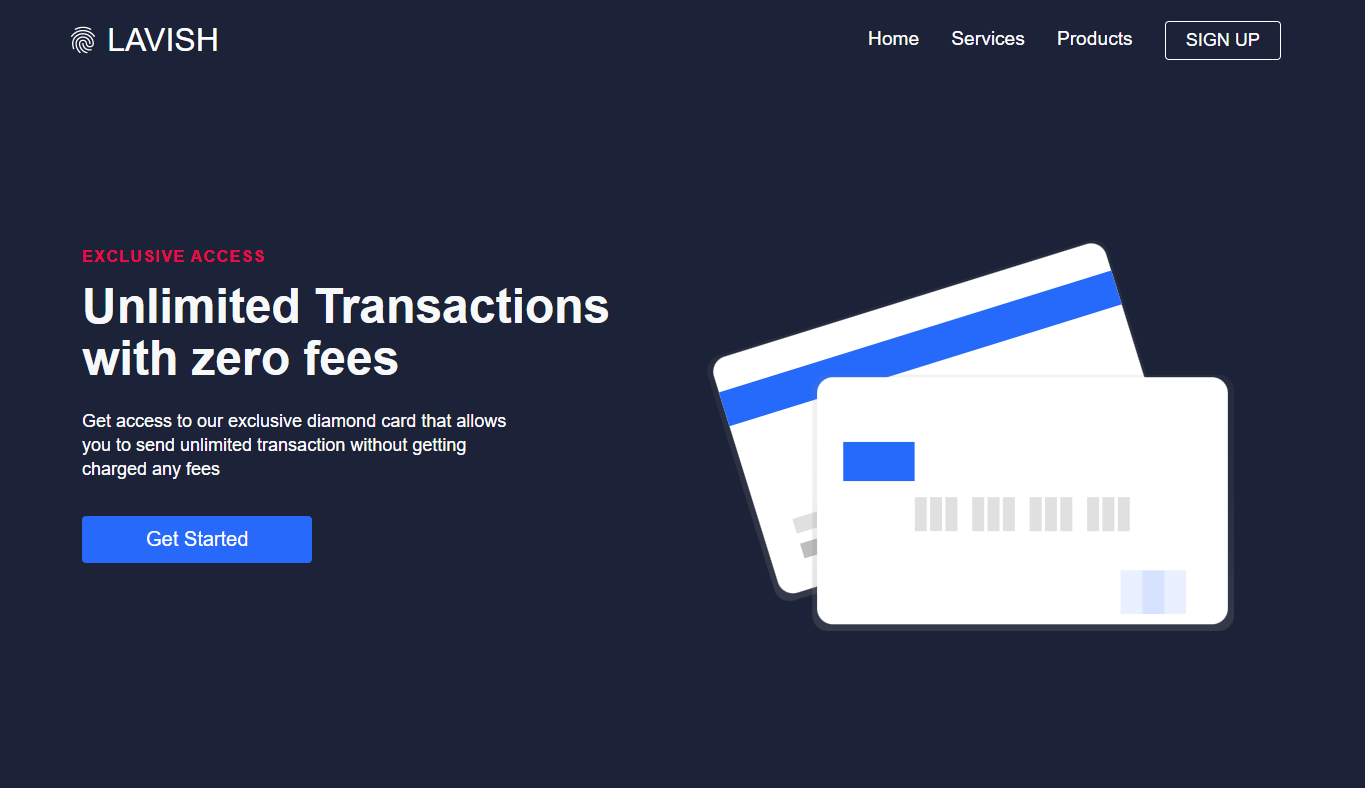 LAVISH
Home Services Products SIGN UP
EXCLUSIVE ACCESS
Unlimited Transactions
with zero fees
Get access to our exclusive diamond card that allows
you to send unlimited transaction without getting
charged any fees
Get Started